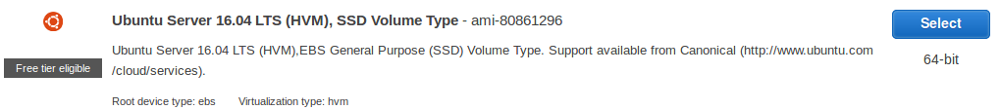 Ubuntu Server 16.04 LTS (HVM), SSD Volume Type - ami-80861296
Select
Ubuntu Server 16.04 LTS (HVM),EBS General Purpose (SSD) Volume Type. Support available from Canonical (http://www.ubuntu.com
/cloud/services).
64-bit
Free tier eligible
Root device type: ebs Virtualization type: hvm